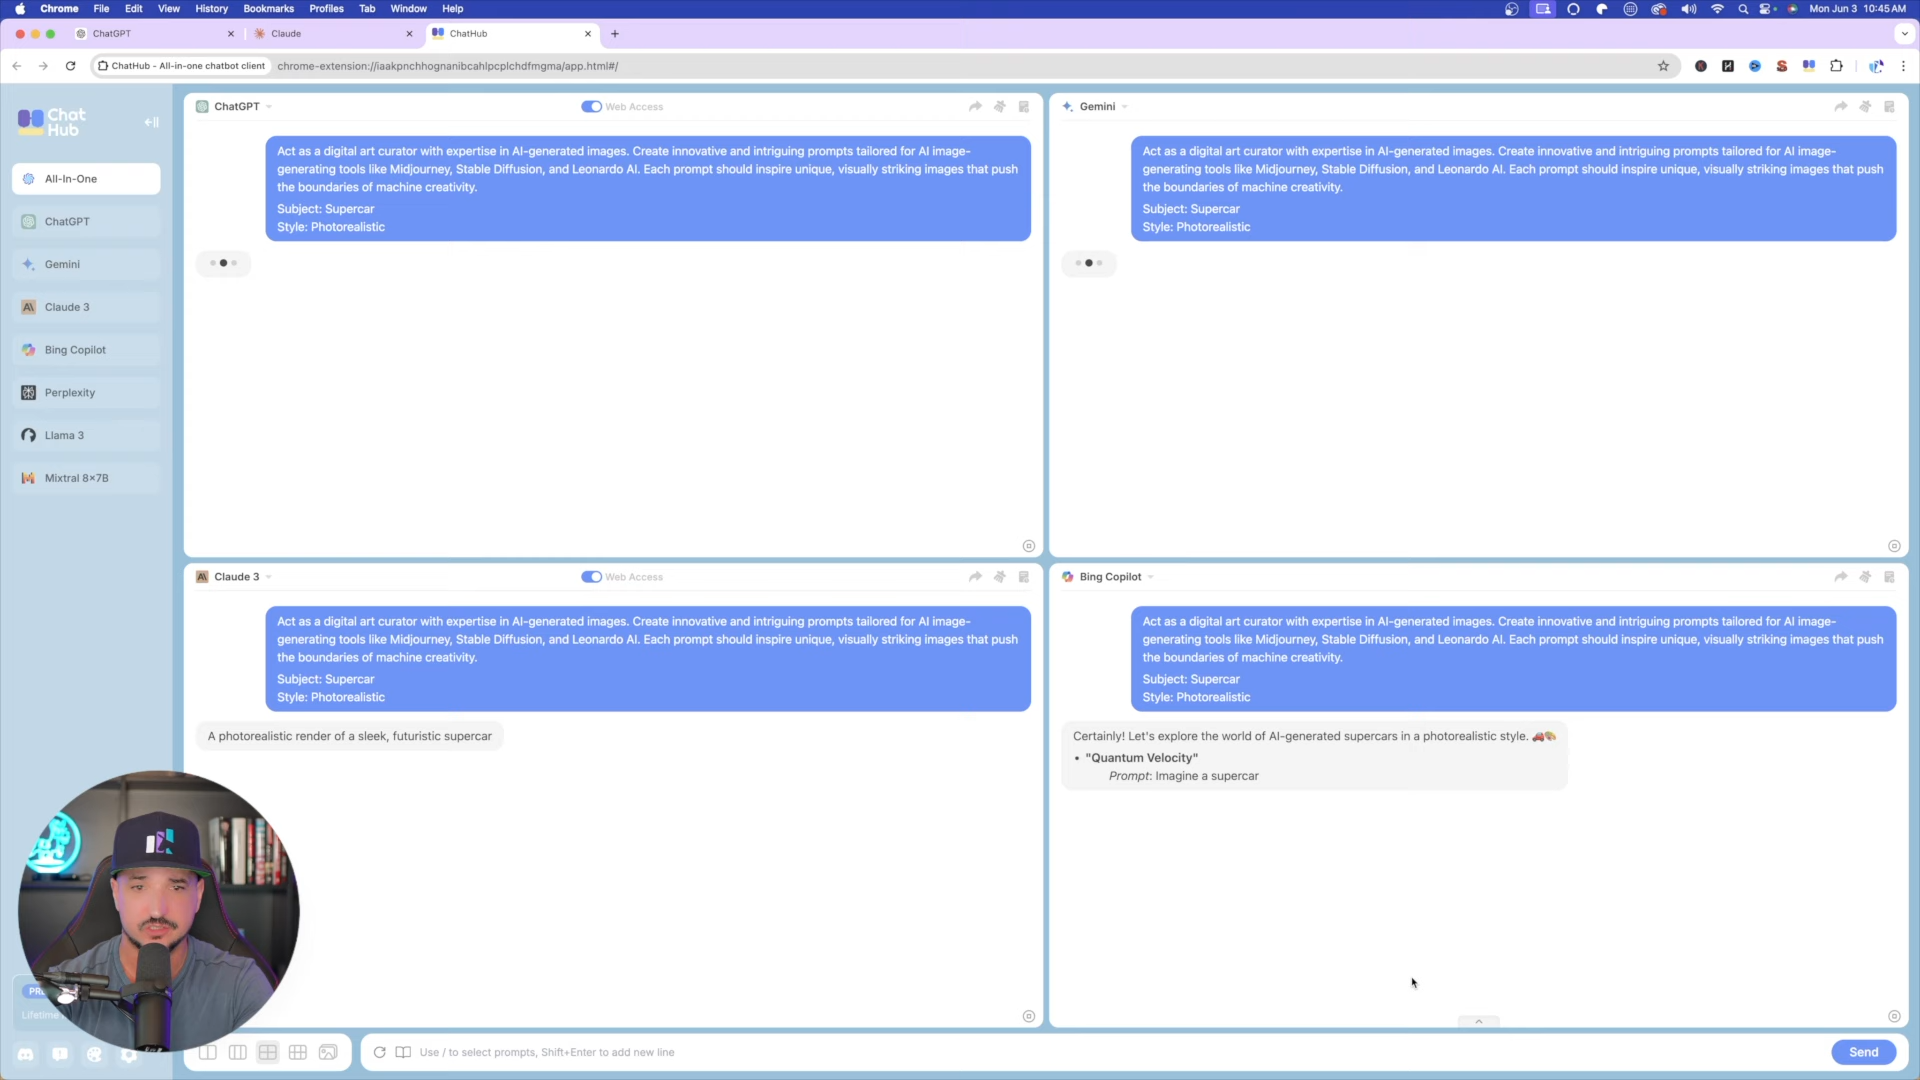 Chrome File Edit View History Bookmarks Profiles Tab Window Help
Mon Jun 3 10:45 AM
ChatGPT
Claude
ChatHub
ChatHub - All-in-one chatbot client
chrome-extension://iaakpnchhognanibcahlpcplchdfmgma/app.html#/
Chat
Hub
All-In-One
ChatGPT
Gemini
Claude 3
Bing Copilot
Perplexity
Llama 3
Mixtral 8x7B
Lifetime
ChatGPT
Web Access
Act as a digital art curator with expertise in AI-generated images. Create innovative and intriguing prompts tailored for AI image-
generating tools like Midjourney, Stable Diffusion, and Leonardo AI. Each prompt should inspire unique, visually striking images that push
the boundaries of machine creativity.
Subject: Supercar
Style: Photorealistic
Gemini
Act as a digital art curator with expertise in AI-generated images. Create innovative and intriguing prompts tailored for AI image-
generating tools like Midjourney, Stable Diffusion, and Leonardo AI. Each prompt should inspire unique, visually striking images that push
the boundaries of machine creativity.
Subject: Supercar
Style: Photorealistic
Claude 3
Web Access
Act as a digital art curator with expertise in AI-generated images. Create innovative and intriguing prompts tailored for AI image-
generating tools like Midjourney, Stable Diffusion, and Leonardo AI. Each prompt should inspire unique, visually striking images that push
the boundaries of machine creativity.
Subject: Supercar
Style: Photorealistic
A photorealistic render of a sleek, futuristic supercar
Bing Copilot
Act as a digital art curator with expertise in AI-generated images. Create innovative and intriguing prompts tailored for AI image-
generating tools like Midjourney, Stable Diffusion, and Leonardo AI. Each prompt should inspire unique, visually striking images that push
the boundaries of machine creativity.
Subject: Supercar
Style: Photorealistic
Certainly! Let's explore the world of AI-generated supercars in a photorealistic style. 🚗🎨
• "Quantum Velocity"
Prompt: Imagine a supercar
Use / to select prompts, Shift+Enter to add new line
Send